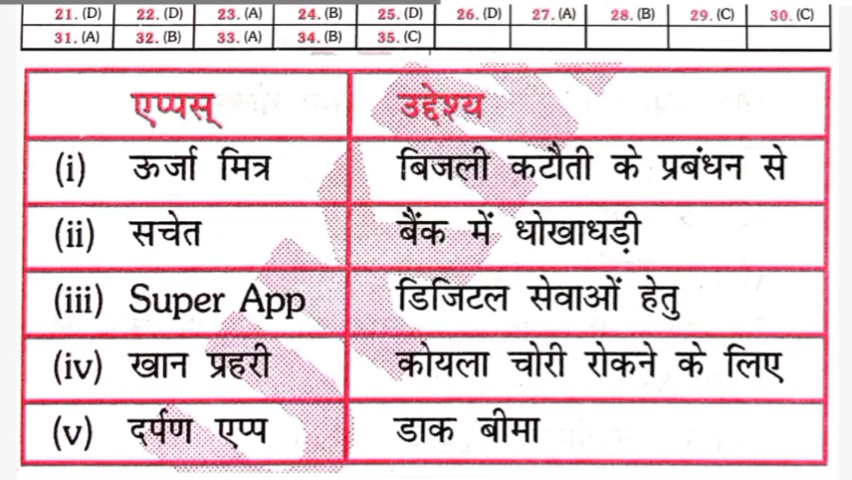 21. (D) 22. (D) 23. (A) 24. (B) 25. (D) 26. (D) 27. (A) 28. (B) 29. (C) 30. (C)
31. (A) 32. (B) 33. (A) 34. (B) 35. (C)
एप्पस् उद्देश्य
(i) ऊर्जा मित्र बिजली कटौती के प्रबंधन से
(ii) सचेत बैंक में धोखाधड़ी
(iii) Super App डिजिटल सेवाओं हेतु
(iv) खान प्रहरी कोयला चोरी रोकने के लिए
(v) दर्पण एप्प डाक बीमा